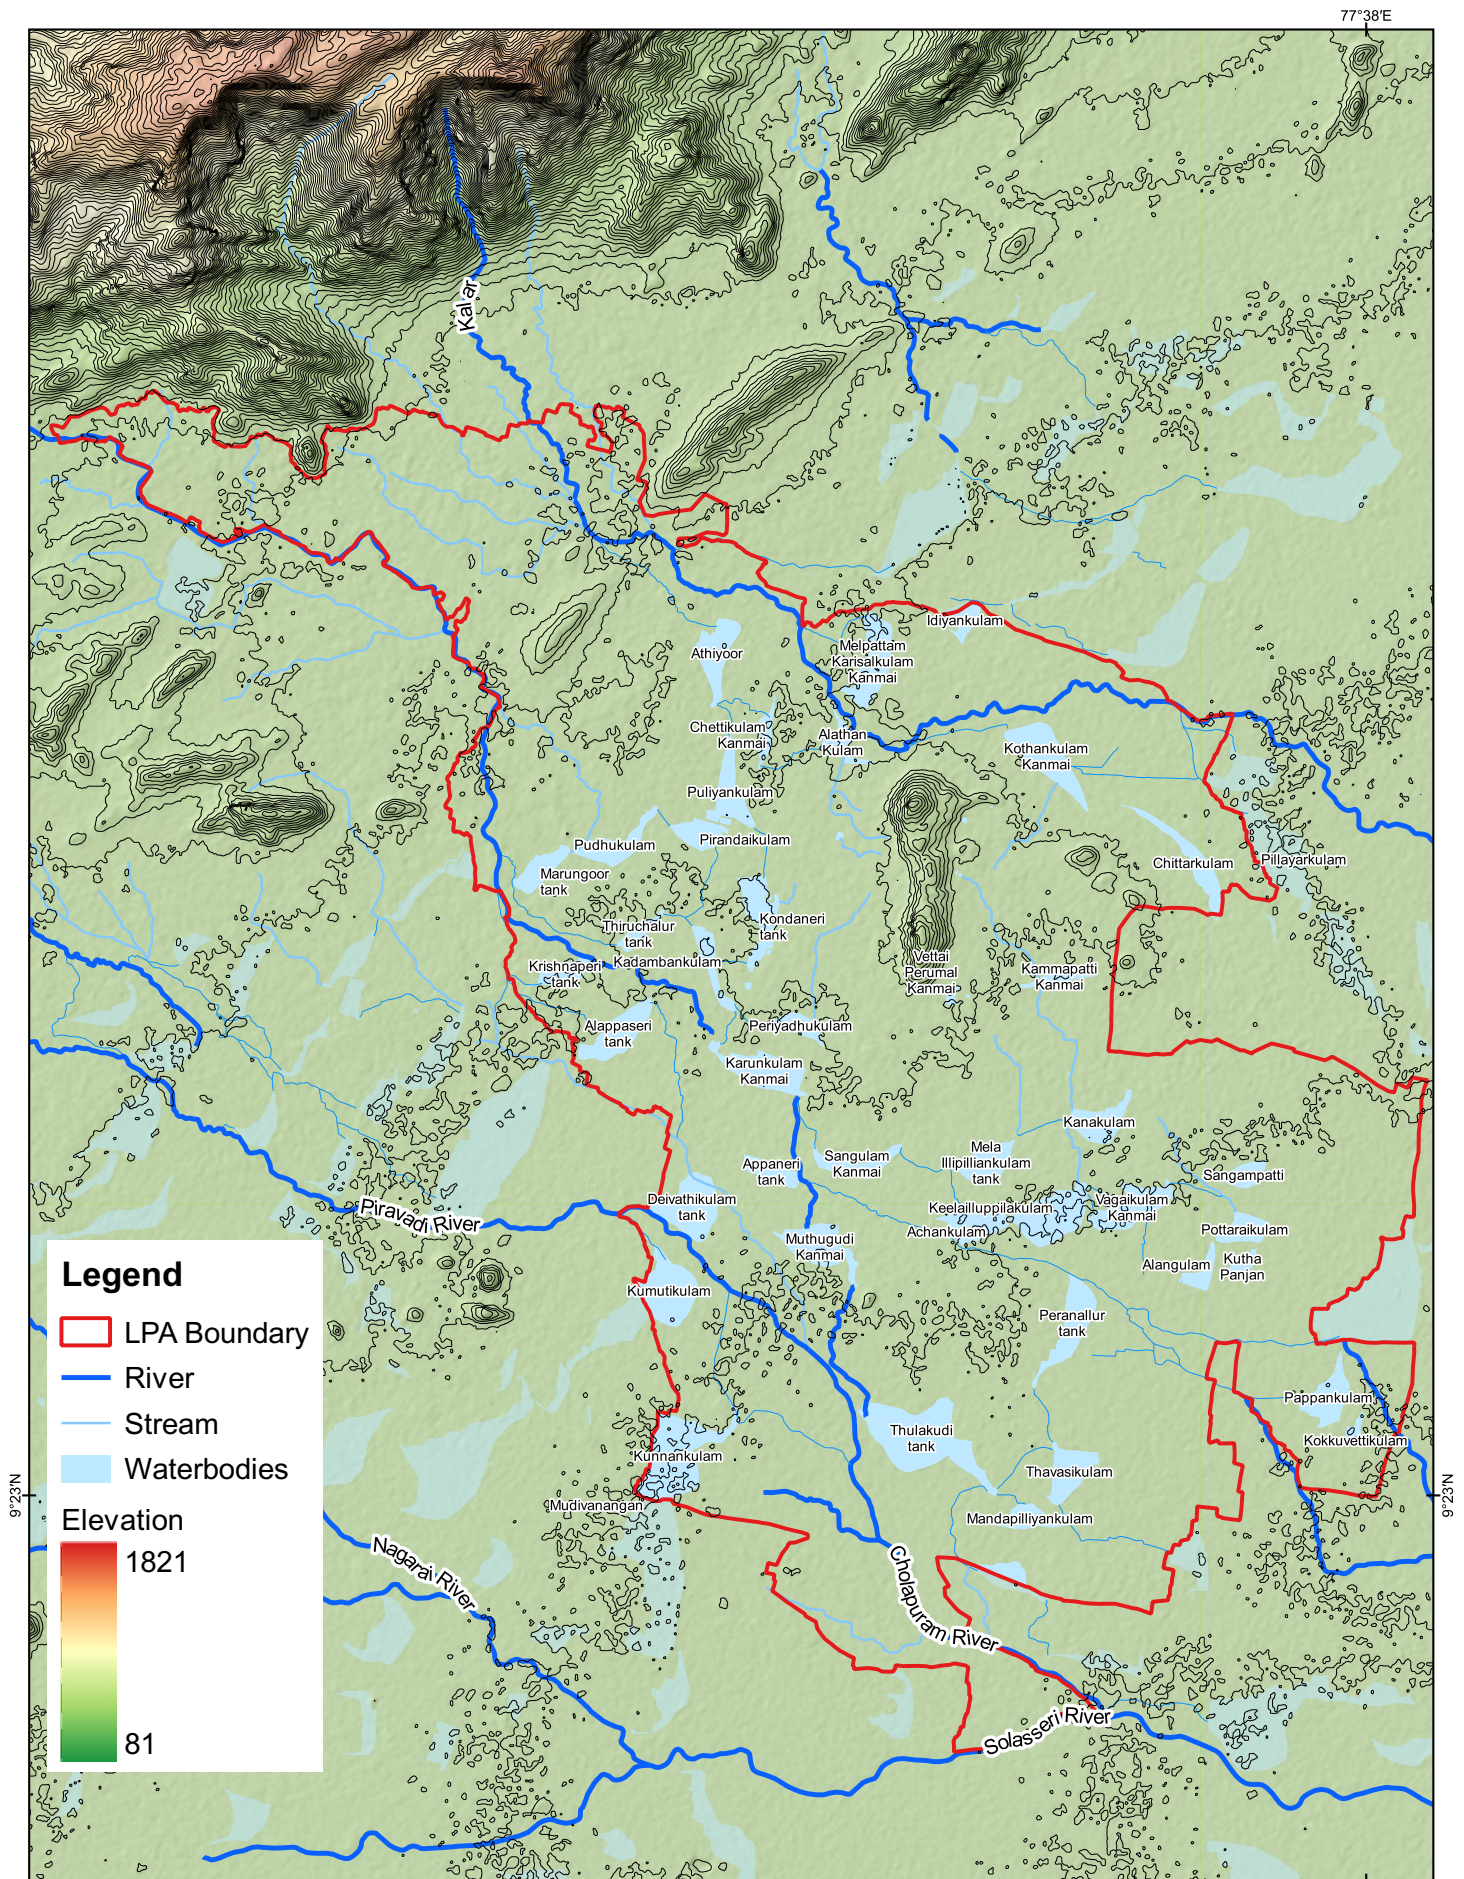 77°38'E
Kal ar
Idiyankulam
Athiyoor
Melpattam
Karisalkulam
Kanmai
Chettikulam
Kanmai
Alathan
Kulam
Kothankulam
Kanmai
Puliyankulam
Pudhukulam
Pirandaikulam
Chittarkulam
Pillayarkulam
Marungoor
tank
Kondaneri
tank
Thiruchalur
tank
Krishnaperi
tank
Kadambankulam
Vettai
Perumal
Kanmai
Kammapatti
Kanmai
Alappaseri
tank
Periyadhukulam
Karunkulam
Kanmai
Kanakulam
Appaneri
tank
Sangulam
Kanmai
Mela
Illipilliankulam
tank
Sangampatti
Deivathikulam
tank
Keelailluppilakulam
Vagaikulam
Kanmai
Piravadi River
Achankulam
Pottaraikulam
Muthugudi
Kanmai
Alangulam
Kutha
Panjan
Kumutikulam
Peranallur
tank
Pappankulam
Thulakudi
tank
Kokkuvettikulam
Kunnankulam
Thavasikulam
Mudivanangan
Mandapilliyankulam
Nagarai River
Cholapuram River
Solasseri River
9°23'N
9°23'N
Legend
LPA Boundary
River
Stream
Waterbodies
Elevation
1821
81